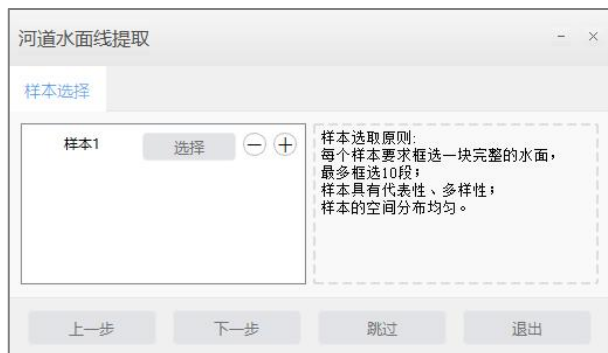 河道水面线提取
样本选择
样本1 选择
样本选取原则:
每个样本要求框选一块完整的水面，
最多框选10段；
样本具有代表性、多样性；
样本的空间分布均匀。
上一步 下一步 跳过 退出